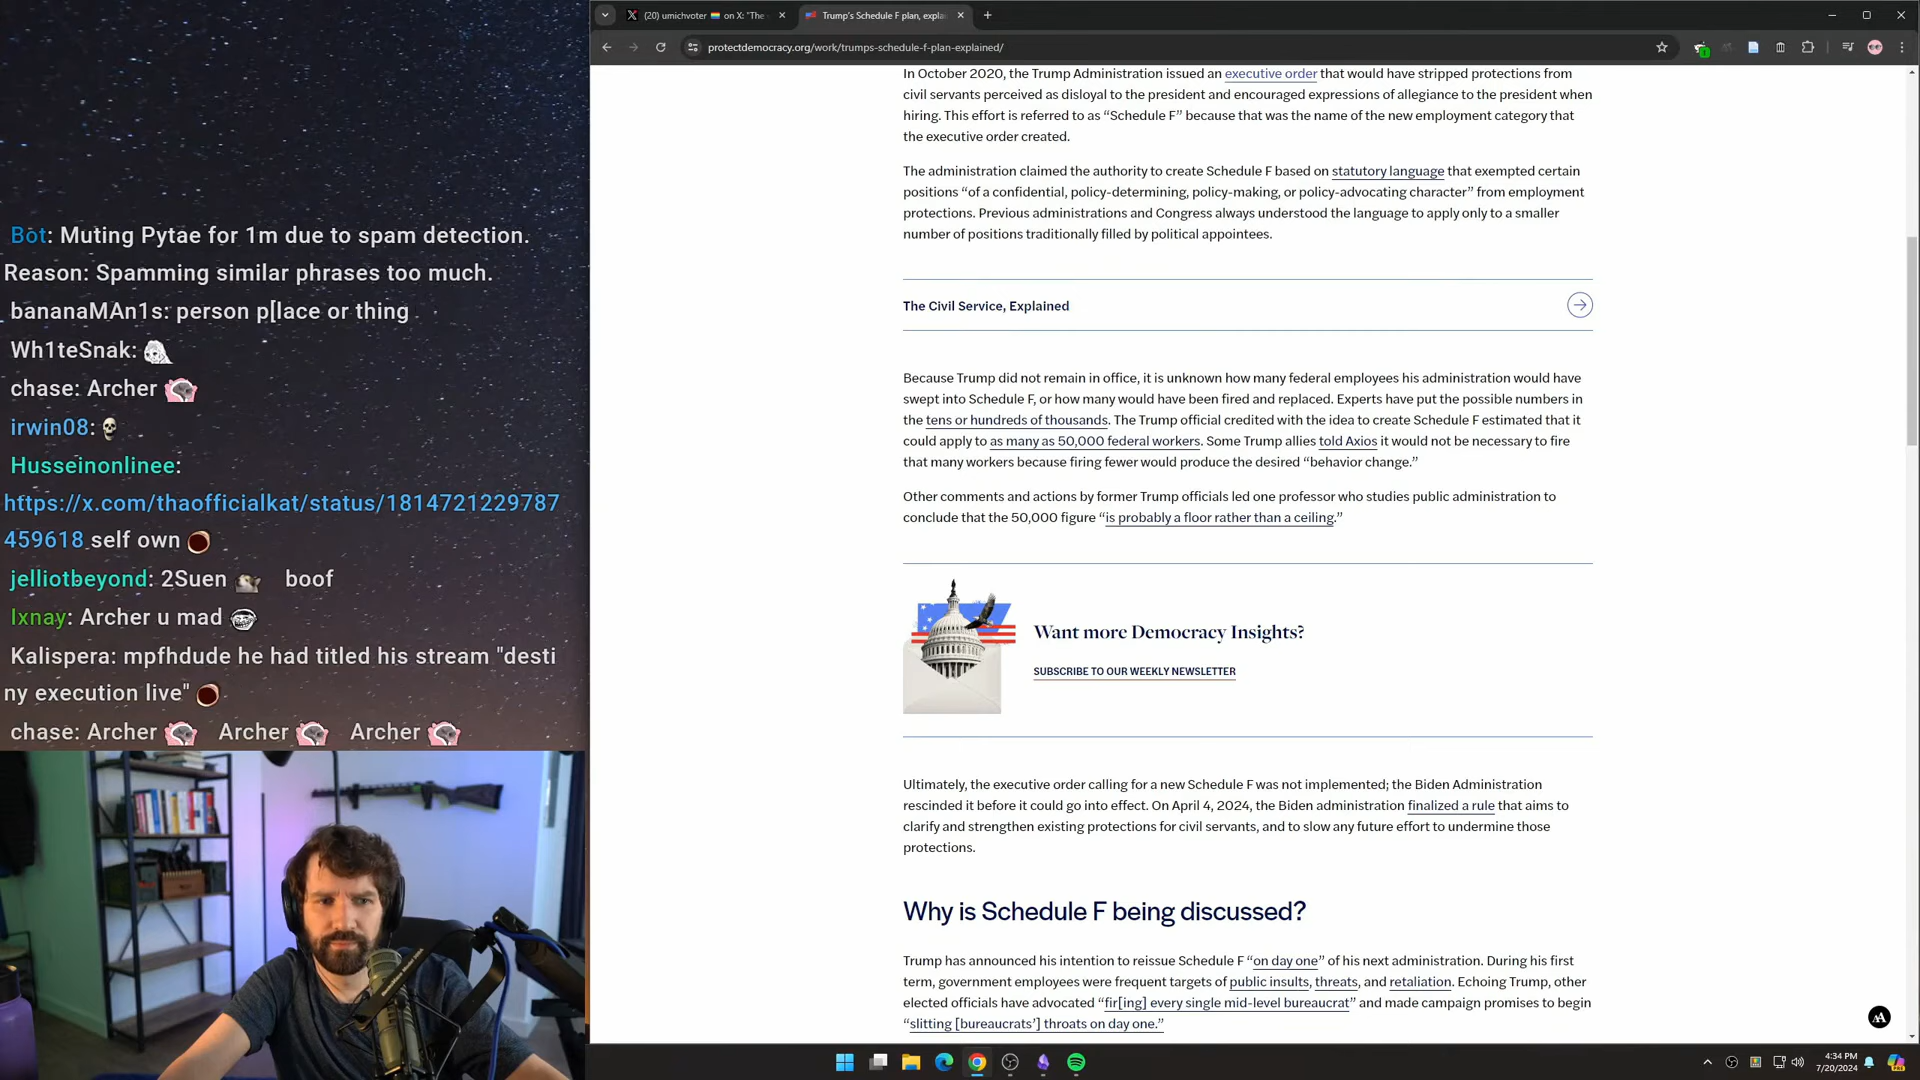 (20) umichvoter on X: "The
Trump's Schedule F plan, expla
protectdemocracy.org/work/trumps-schedule-f-plan-explained/
Bot: Muting Pytae for 1m due to spam detection.
Reason: Spamming similar phrases too much.
bananaMAn1s: person p[lace or thing
Wh1teSnak:
chase: Archer
irwin08:
Husseinonlinee:
https://x.com/thaofficialkat/status/1814721229787
459618 self own
jelliotbeyond: 2Suen boof
Ixnay: Archer u mad
Kalispera: mpfhdude he had titled his stream "desti
ny execution live"
chase: Archer Archer Archer
In October 2020, the Trump Administration issued an executive order that would have stripped protections from
civil servants perceived as disloyal to the president and encouraged expressions of allegiance to the president when
hiring. This effort is referred to as “Schedule F” because that was the name of the new employment category that
the executive order created.
The administration claimed the authority to create Schedule F based on statutory language that exempted certain
positions “of a confidential, policy-determining, policy-making, or policy-advocating character” from employment
protections. Previous administrations and Congress always understood the language to apply only to a smaller
number of positions traditionally filled by political appointees.
The Civil Service, Explained
Because Trump did not remain in office, it is unknown how many federal employees his administration would have
swept into Schedule F, or how many would have been fired and replaced. Experts have put the possible numbers in
the tens or hundreds of thousands. The Trump official credited with the idea to create Schedule F estimated that it
could apply to as many as 50,000 federal workers. Some Trump allies told Axios it would not be necessary to fire
that many workers because firing fewer would produce the desired “behavior change.”
Other comments and actions by former Trump officials led one professor who studies public administration to
conclude that the 50,000 figure “is probably a floor rather than a ceiling.”
Want more Democracy Insights?
SUBSCRIBE TO OUR WEEKLY NEWSLETTER
Ultimately, the executive order calling for a new Schedule F was not implemented; the Biden Administration
rescinded it before it could go into effect. On April 4, 2024, the Biden administration finalized a rule that aims to
clarify and strengthen existing protections for civil servants, and to slow any future effort to undermine those
protections.
Why is Schedule F being discussed?
Trump has announced his intention to reissue Schedule F “on day one” of his next administration. During his first
term, government employees were frequent targets of public insults, threats, and retaliation. Echoing Trump, other
elected officials have advocated “fir[ing] every single mid-level bureaucrat” and made campaign promises to begin
“slitting [bureaucrats’] throats on day one.”
4:34 PM
7/20/2024